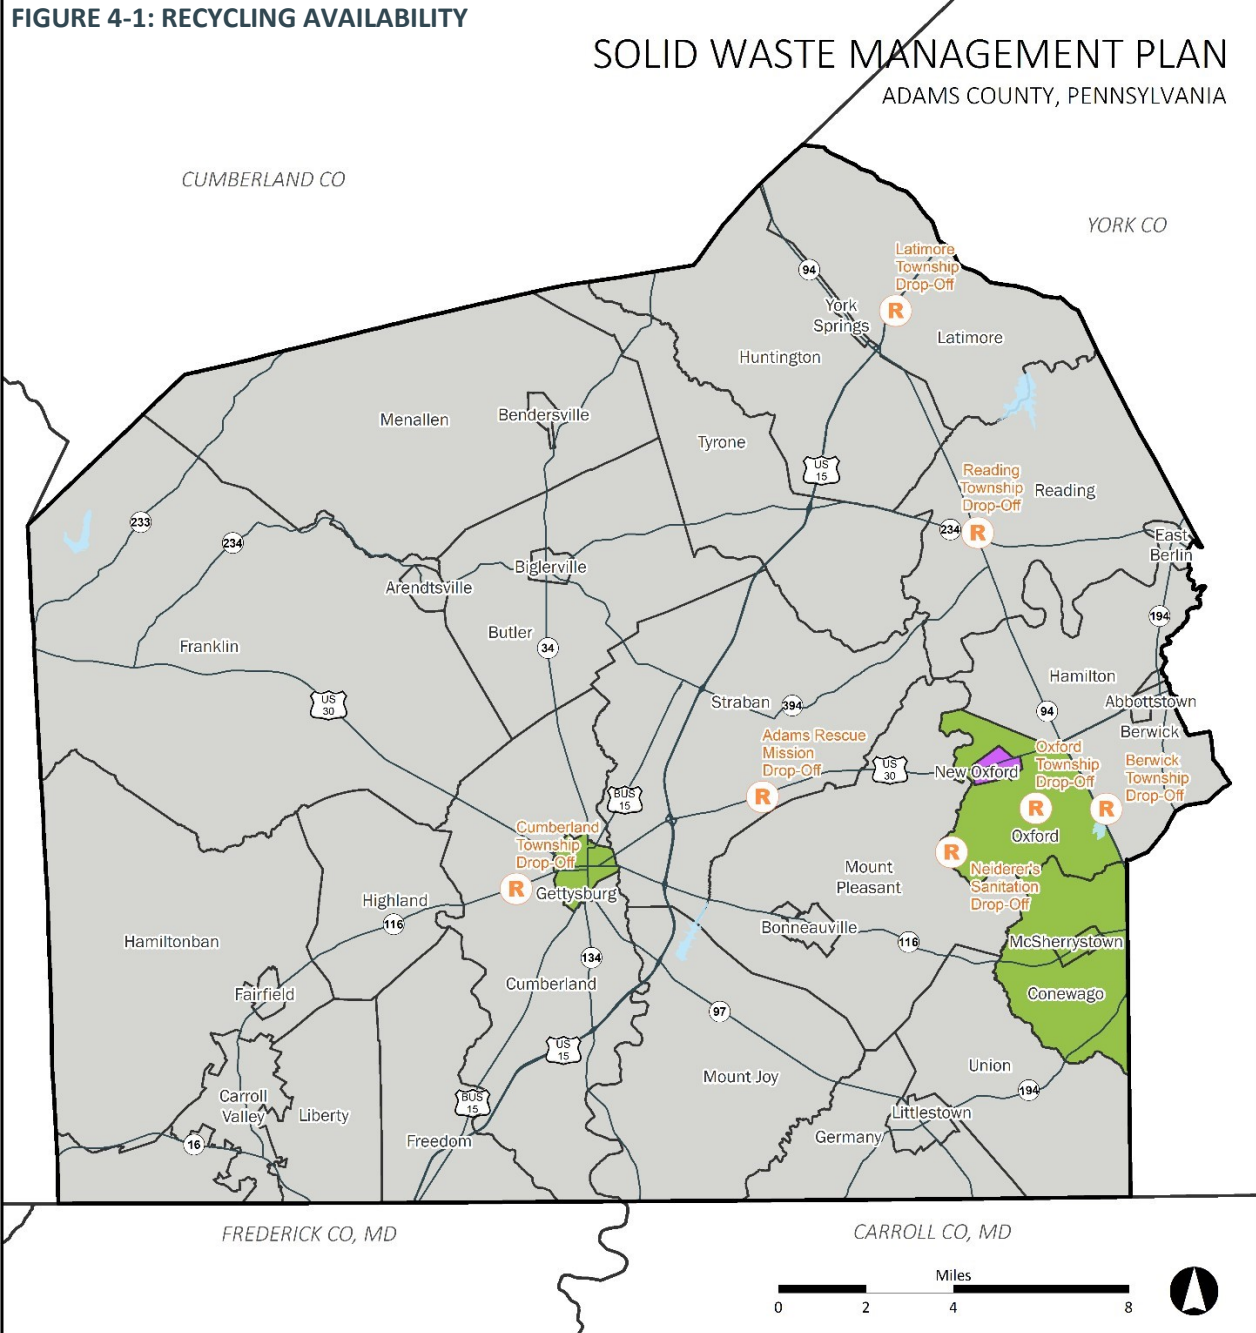 FIGURE 4-1: RECYCLING AVAILABILITY
SOLID WASTE MANAGEMENT PLAN
ADAMS COUNTY, PENNSYLVANIA
CUMBERLAND CO
YORK CO
Latimore
Township
Drop-Off
94
R
York
Springs
Latimore
Huntington
Menallen
Bendersville
Tyrone
US
15
Reading
Township
Drop-Off
Reading
233
234
234
R
East
Berlin
Biglerville
Arendtsville
194
Butler
34
Franklin
Hamilton
US
30
Straban
394
94
Abbottstown
Berwick
Adams Rescue
Mission
Drop-Off
US
30
New Oxford
Oxford
Township
Drop-Off
Berwick
Township
Drop-Off
BUS
15
R
R
R
Cumberland
Township
Drop-Off
Oxford
R
Mount
Pleasant
Neiderer's
Sanitation
Drop-Off
R
Gettysburg
Highland
116
Bonneauville
116
McSherrystown
Hamiltonban
134
Fairfield
Cumberland
Conewago
97
US
15
Union
Mount Joy
194
Carroll
Valley
Liberty
BUS
15
Littlestown
Germany
Freedom
16
FREDERICK CO, MD
CARROLL CO, MD
Miles
0 2 4 8